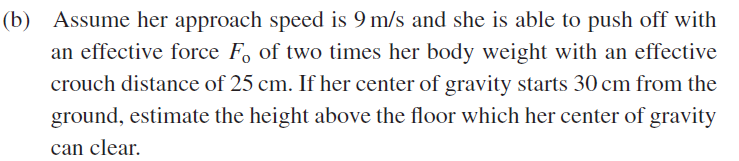 (b) Assume her approach speed is 9 m/s and she is able to push off with
an effective force Fo of two times her body weight with an effective
crouch distance of 25 cm. If her center of gravity starts 30 cm from the
ground, estimate the height above the floor which her center of gravity
can clear.